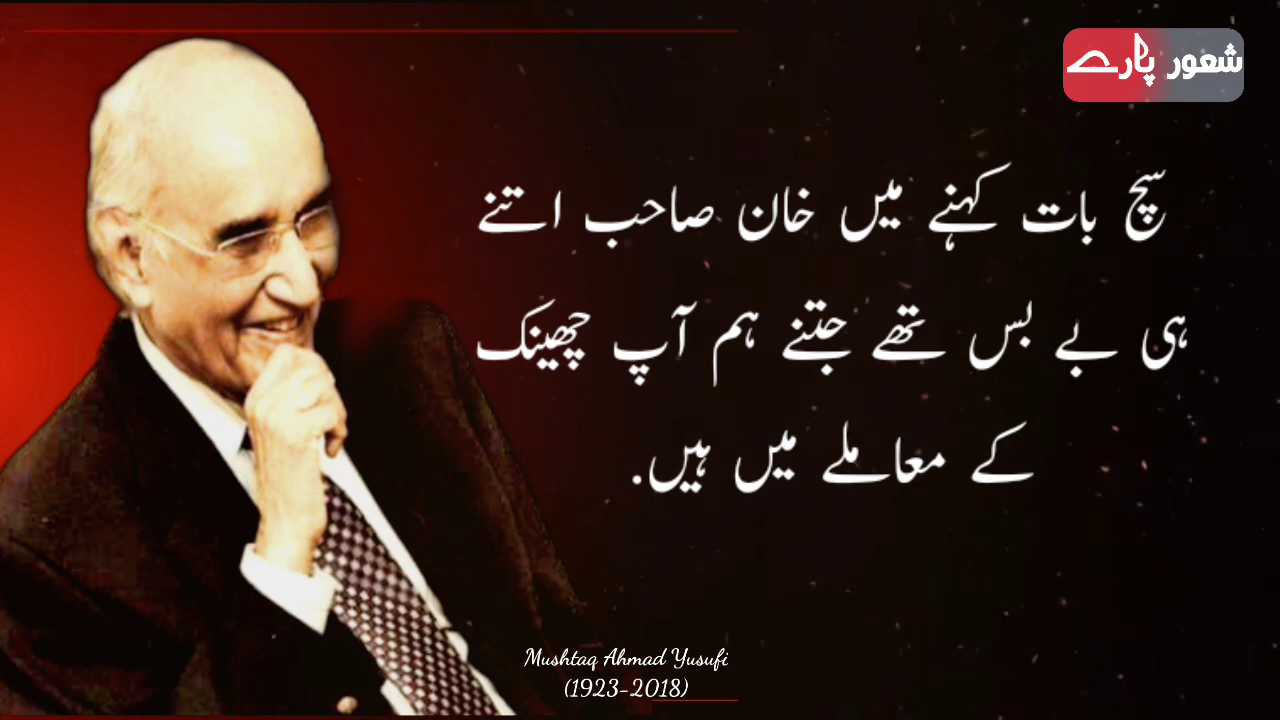 شعور پارے
سچ بات کہنے میں خان صاحب اتنے
ہی بے بس تھے جتنے ہم آپ چھینک
کے معاملے میں ہیں.
Mushtaq Ahmad Yusufi
(1923-2018)